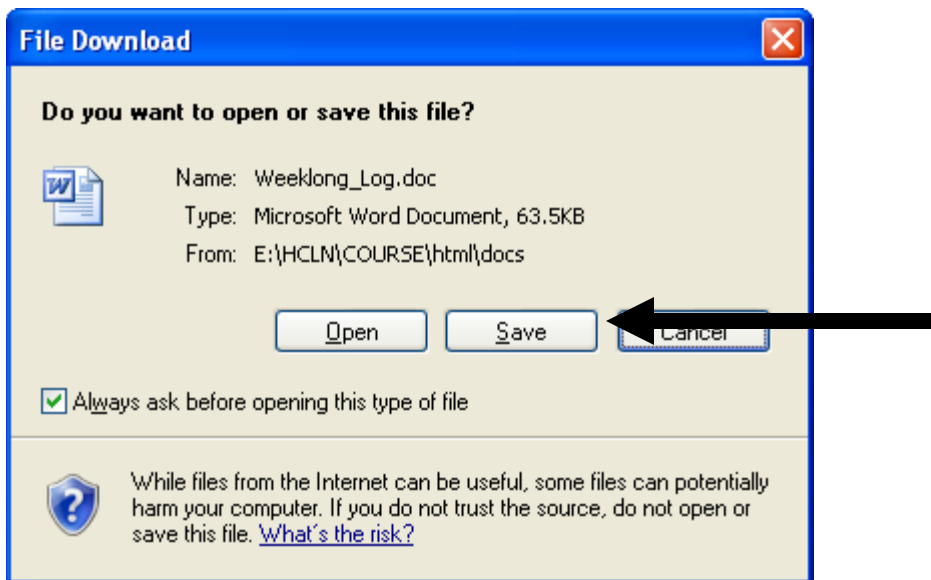 File Download
Do you want to open or save this file?
Name: Weeklong_Log.doc
Type: Microsoft Word Document, 63.5KB
From: E:\HCLN\COURSE\html\docs
Open Save Cancel
Always ask before opening this type of file
While files from the Internet can be useful, some files can potentially
harm your computer. If you do not trust the source, do not open or
save this file. What's the risk?